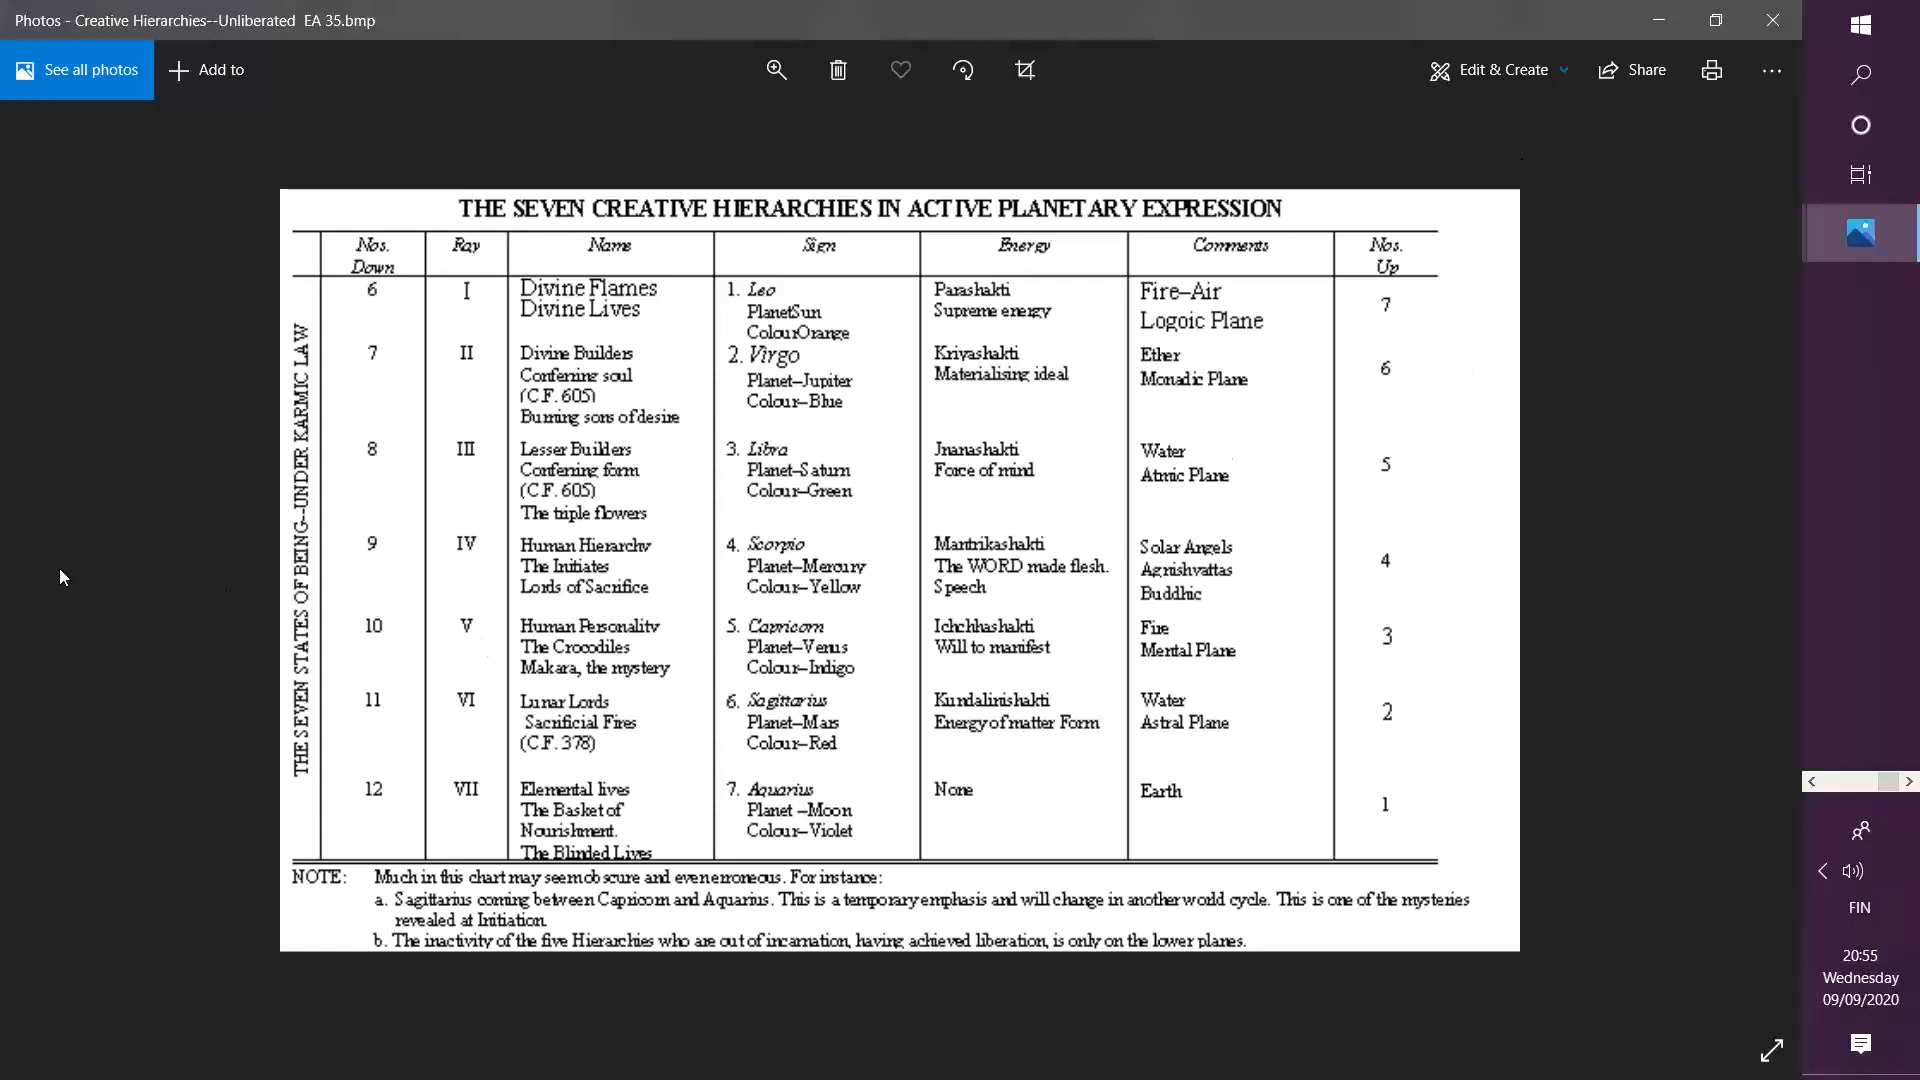 Photos - Creative Hierarchies--Unliberated EA 35.bmp
See all photos
Add to
Edit & Create
Share
THE SEVEN CREATIVE HIERARCHIES IN ACTIVE PLANETARY EXPRESSION
Nos. Down Ray Name Sign Energy Comments Nos. Up
THE SEVEN STATES OF BEING--UNDER KARMIC LAW
6 I Divine Flames 1. Leo Parashakti Fire–Air 7
Divine Lives PlanetSun Supreme energy Logoic Plane
ColourOrange
7 II Divine Builders 2. Virgo Kriyashakti Ether 6
Conferring soul Planet–Jupiter Materialising ideal Monadic Plane
(C.F. 605) Colour–Blue
Burning sons of desire
8 III Lesser Builders 3. Libra Jnanashakti Water 5
Conferring form Planet–Saturn Force of mind Atmic Plane
(C.F. 605) Colour–Green
The triple flowers
9 IV Human Hierarchy 4. Scorpio Mantrikashakti Solar Angels 4
The Initiates Planet–Mercury The WORD made flesh. Agnishvattas
Lords of Sacrifice Colour–Yellow Speech Buddhic
10 V Human Personality 5. Capricorn Ichchhashakti Fire 3
The Crocodiles Planet–Venus Will to manifest Mental Plane
Makara, the mystery Colour–Indigo
11 VI Lunar Lords 6. Sagittarius Kundalinishakti Water 2
Sacrificial Fires Planet–Mars Energy of matter Form Astral Plane
(C.F. 378) Colour–Red
12 VII Elemental lives 7. Aquarius None Earth 1
The Basket of Planet –Moon
Nourishment. Colour–Violet
The Blinded Lives
NOTE: Much in this chart may seem obscure and even erroneous. For instance:
a. Sagittarius coming between Capricorn and Aquarius. This is a temporary emphasis and will change in another world cycle. This is one of the mysteries
revealed at Initiation.
b. The inactivity of the five Hierarchies who are out of incarnation, having achieved liberation, is only on the lower planes.
FIN
20:55
Wednesday
09/09/2020